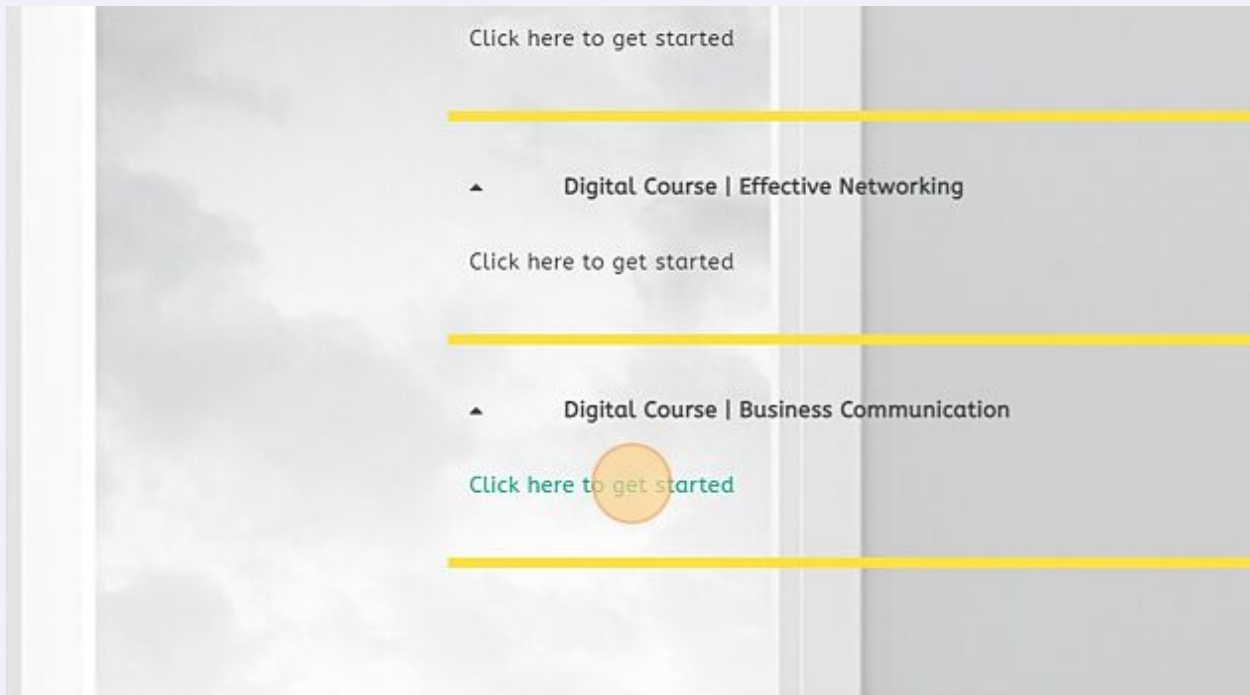 Click here to get started
Digital Course | Effective Networking
Click here to get started
Digital Course | Business Communication
Click here to get started